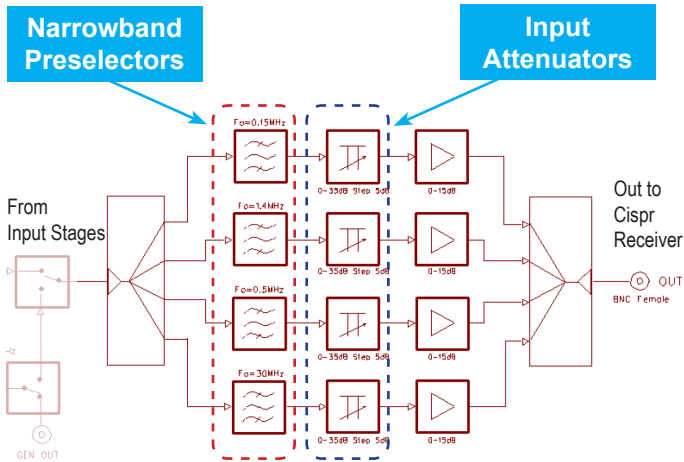 Narrowband
Preselectors
Input
Attenuators
Fo=0.15MHz
0-35dB Step 5dB
0-15dB
From
Input Stages
Fo=1.4MHz
0-35dB Step 5dB
0-15dB
Out to
Cispr
Receiver
OUT
BNC Female
Fo=0.5MHz
0-35dB Step 5dB
0-15dB
Fo=30MHz
0-35dB Step 5dB
0-15dB
-tz
GEN OUT